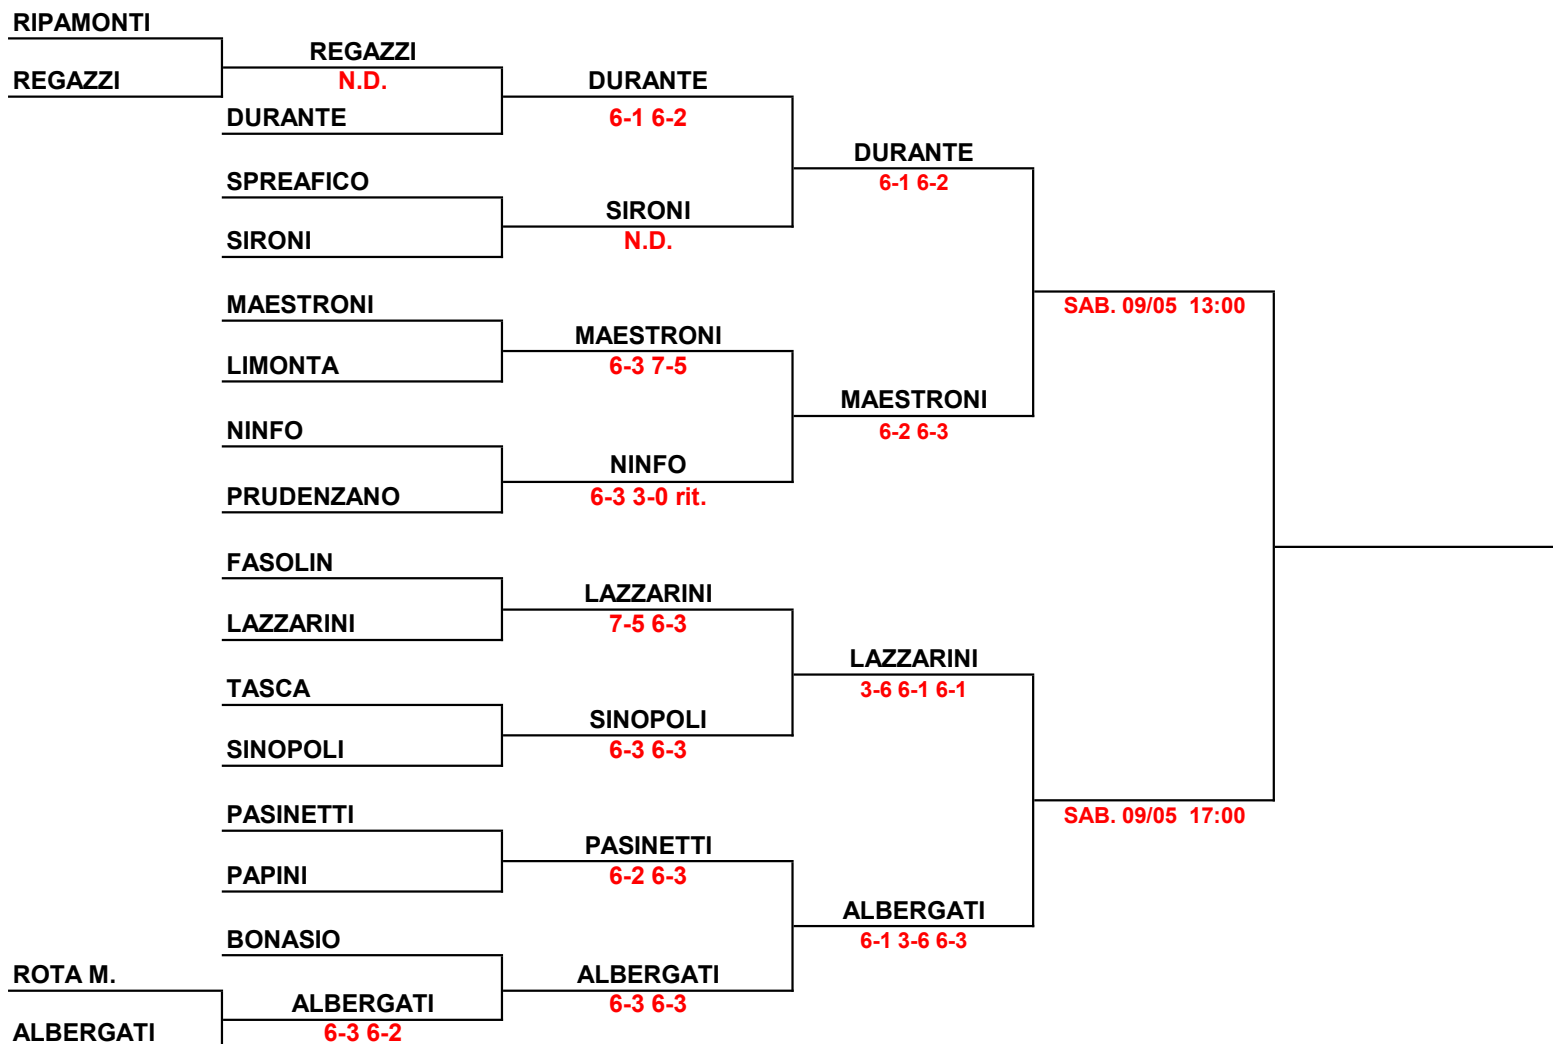 RIPAMONTI
REGAZZI
REGAZZI
N.D.
DURANTE
DURANTE
6-1 6-2
DURANTE
6-1 6-2
SPREAFICO
SIRONI
SIRONI
N.D.
SAB. 09/05 13:00
MAESTRONI
MAESTRONI
6-3 7-5
LIMONTA
MAESTRONI
6-2 6-3
NINFO
NINFO
6-3 3-0 rit.
PRUDENZANO
FASOLIN
LAZZARINI
7-5 6-3
LAZZARINI
LAZZARINI
3-6 6-1 6-1
TASCA
SINOPOLI
6-3 6-3
SINOPOLI
SAB. 09/05 17:00
PASINETTI
PASINETTI
6-2 6-3
PAPINI
ALBERGATI
6-1 3-6 6-3
BONASIO
ROTA M.
ALBERGATI
6-3 6-3
ALBERGATI
6-3 6-2
ALBERGATI